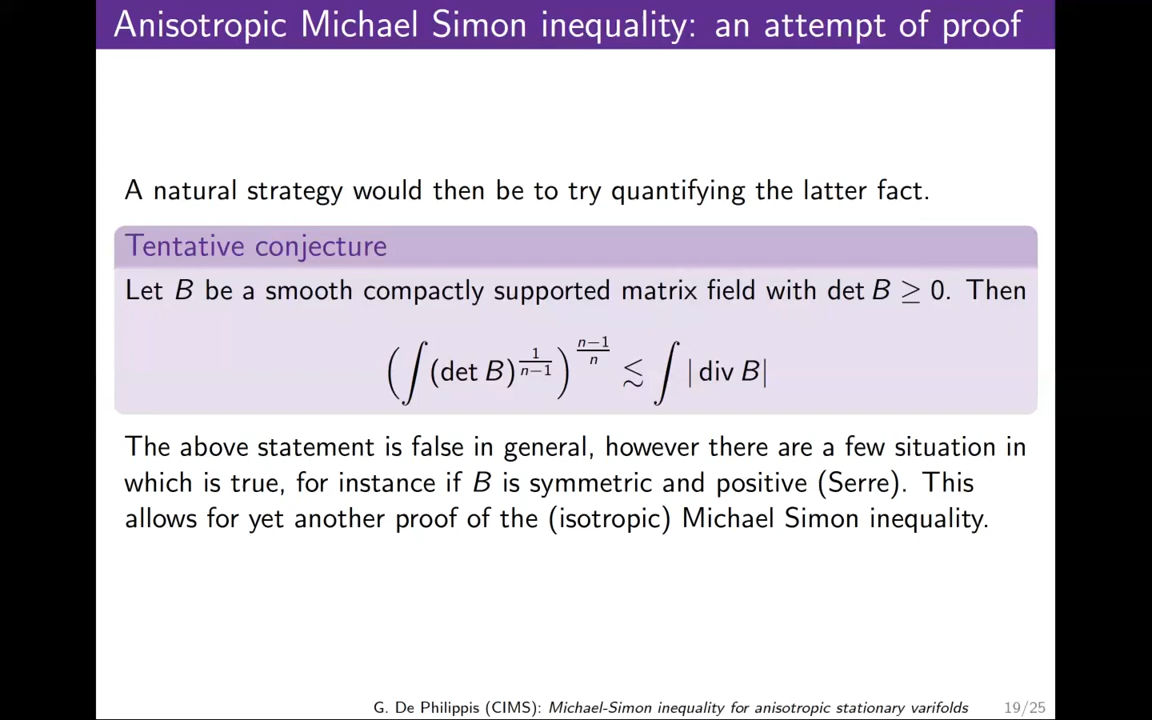 Anisotropic Michael Simon inequality: an attempt of proof
A natural strategy would then be to try quantifying the latter fact.
Tentative conjecture
Let B be a smooth compactly supported matrix field with det B ≥ 0. Then
(∫(det B)^{\frac{1}{n−1}})^{\frac{n−1}{n}} ≲ ∫ | div B|
The above statement is false in general, however there are a few situation in
which is true, for instance if B is symmetric and positive (Serre). This
allows for yet another proof of the (isotropic) Michael Simon inequality.
G. De Philippis (CIMS): Michael-Simon inequality for anisotropic stationary varifolds 19/25